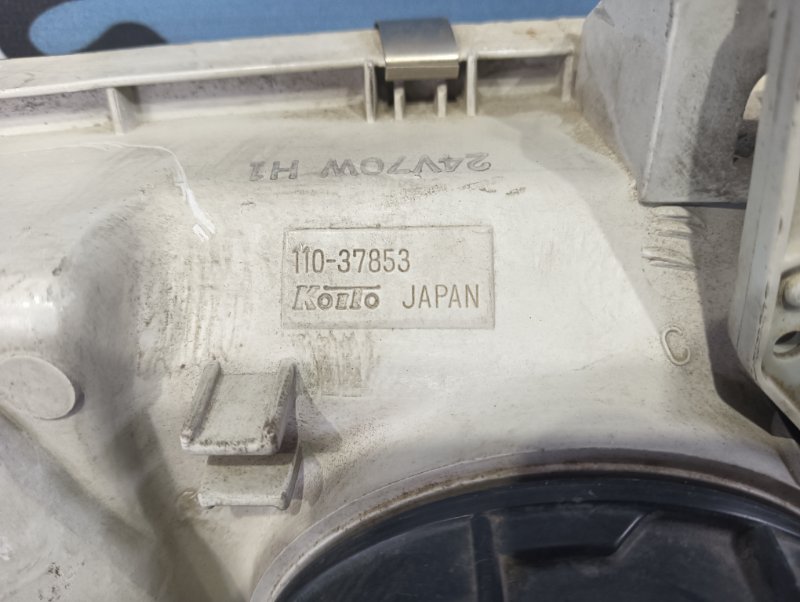 24V70W H1
110-37853
Koito JAPAN
C